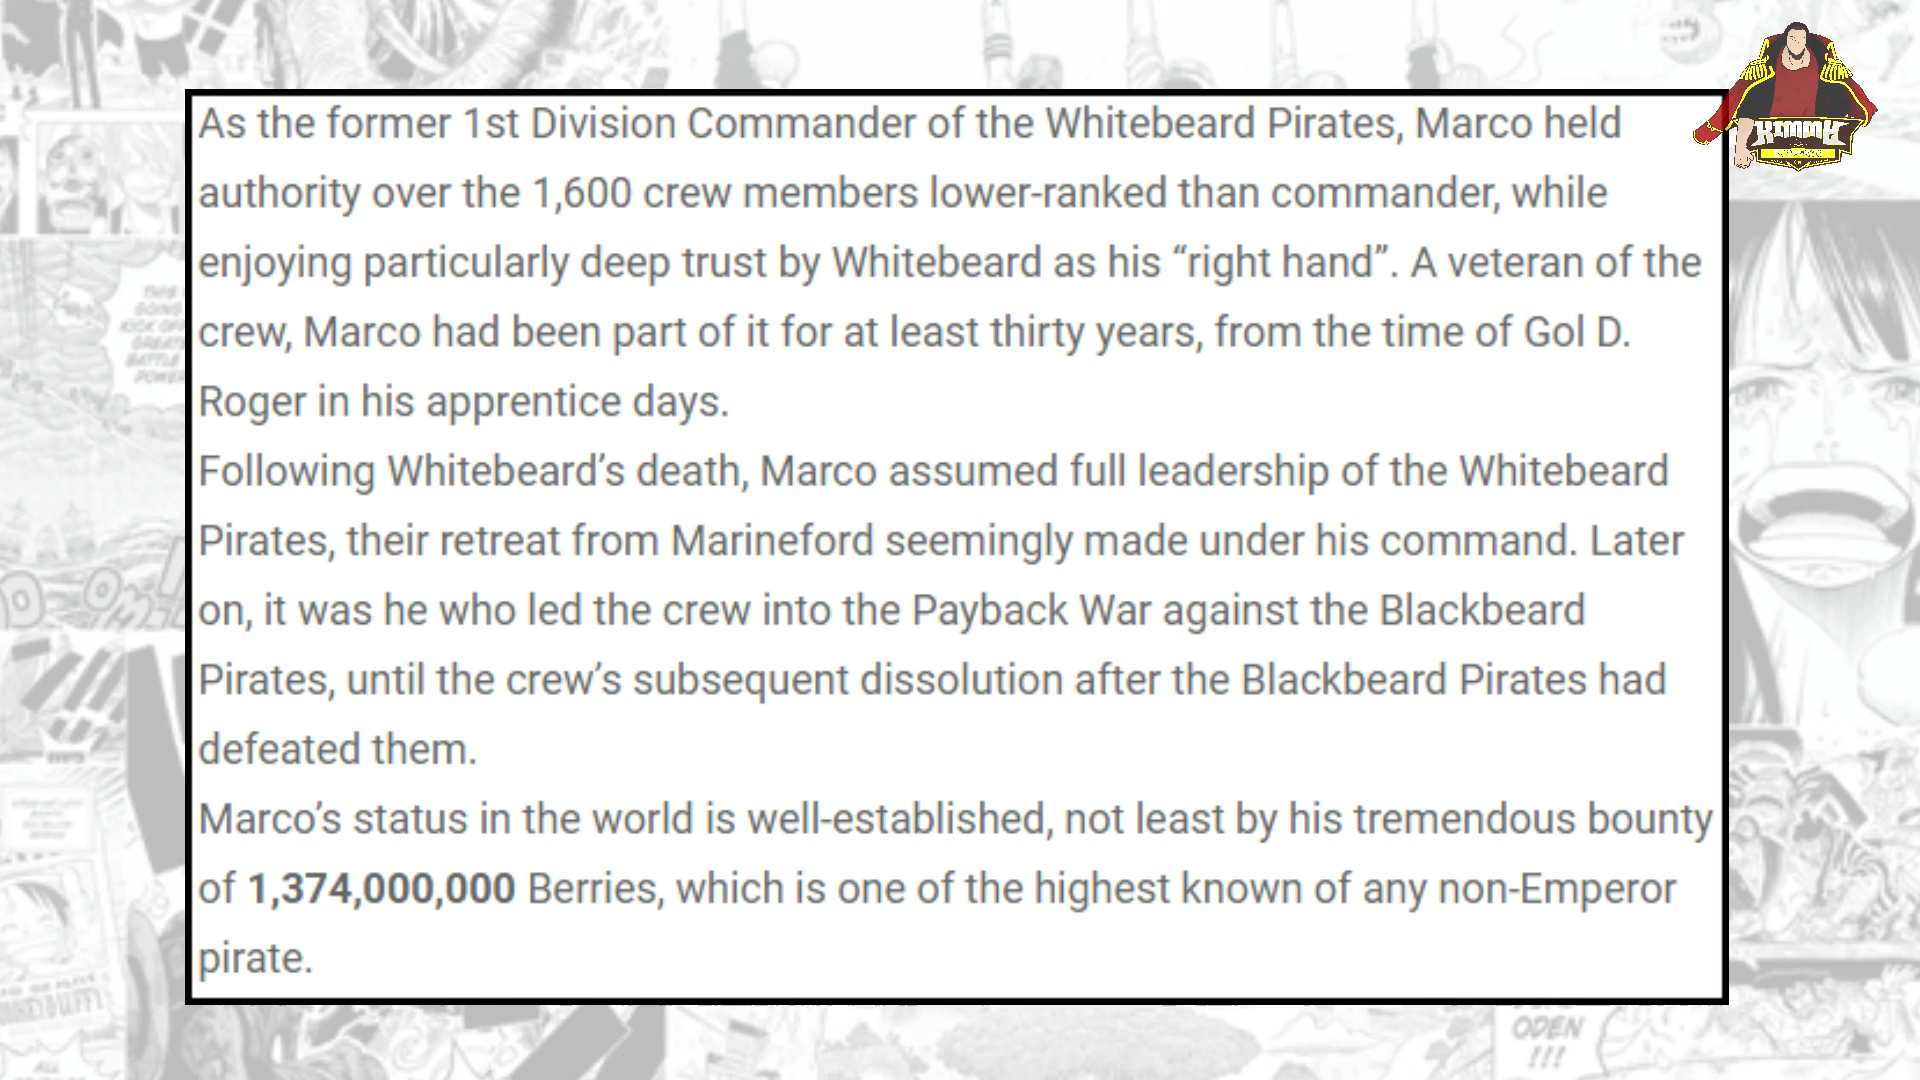 As the former 1st Division Commander of the Whitebeard Pirates, Marco held
authority over the 1,600 crew members lower-ranked than commander, while
enjoying particularly deep trust by Whitebeard as his “right hand”. A veteran of the
crew, Marco had been part of it for at least thirty years, from the time of Gol D.
Roger in his apprentice days.
Following Whitebeard’s death, Marco assumed full leadership of the Whitebeard
Pirates, their retreat from Marineford seemingly made under his command. Later
on, it was he who led the crew into the Payback War against the Blackbeard
Pirates, until the crew’s subsequent dissolution after the Blackbeard Pirates had
defeated them.
Marco’s status in the world is well-established, not least by his tremendous bounty
of 1,374,000,000 Berries, which is one of the highest known of any non-Emperor
pirate.
ODEN
!!!